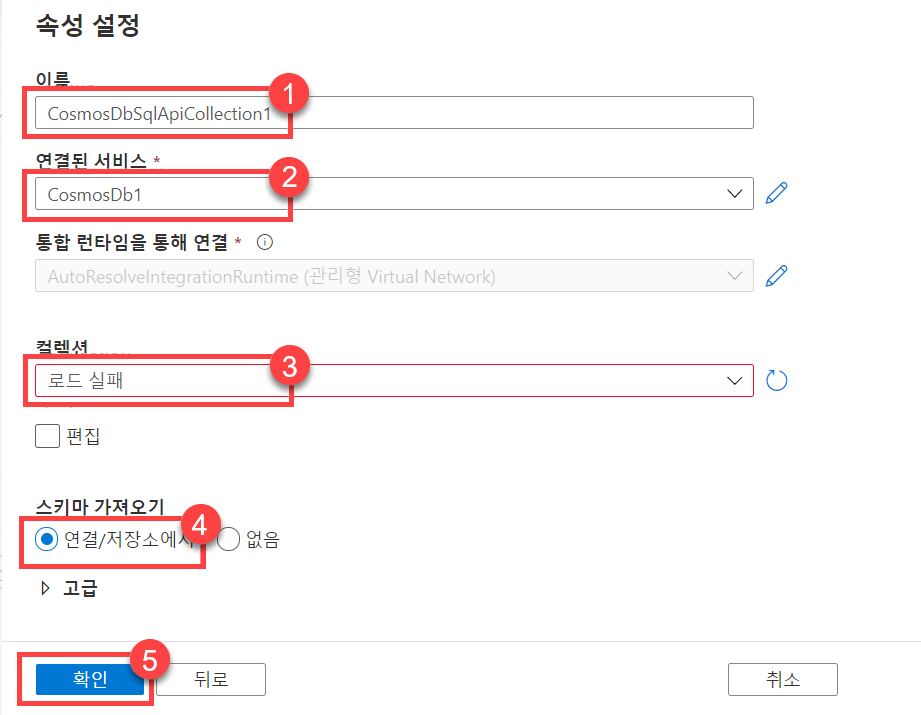 속성 설정
이름
1
CosmosDbSqlApiCollection1
연결된 서비스 *
2
CosmosDb1
통합 런타임을 통해 연결 *
AutoResolveIntegrationRuntime (관리형 Virtual Network)
컬렉션
3
로드 실패
편집
스키마 가져오기
4
연결/저장소에서 없음
고급
5
확인 뒤로 취소